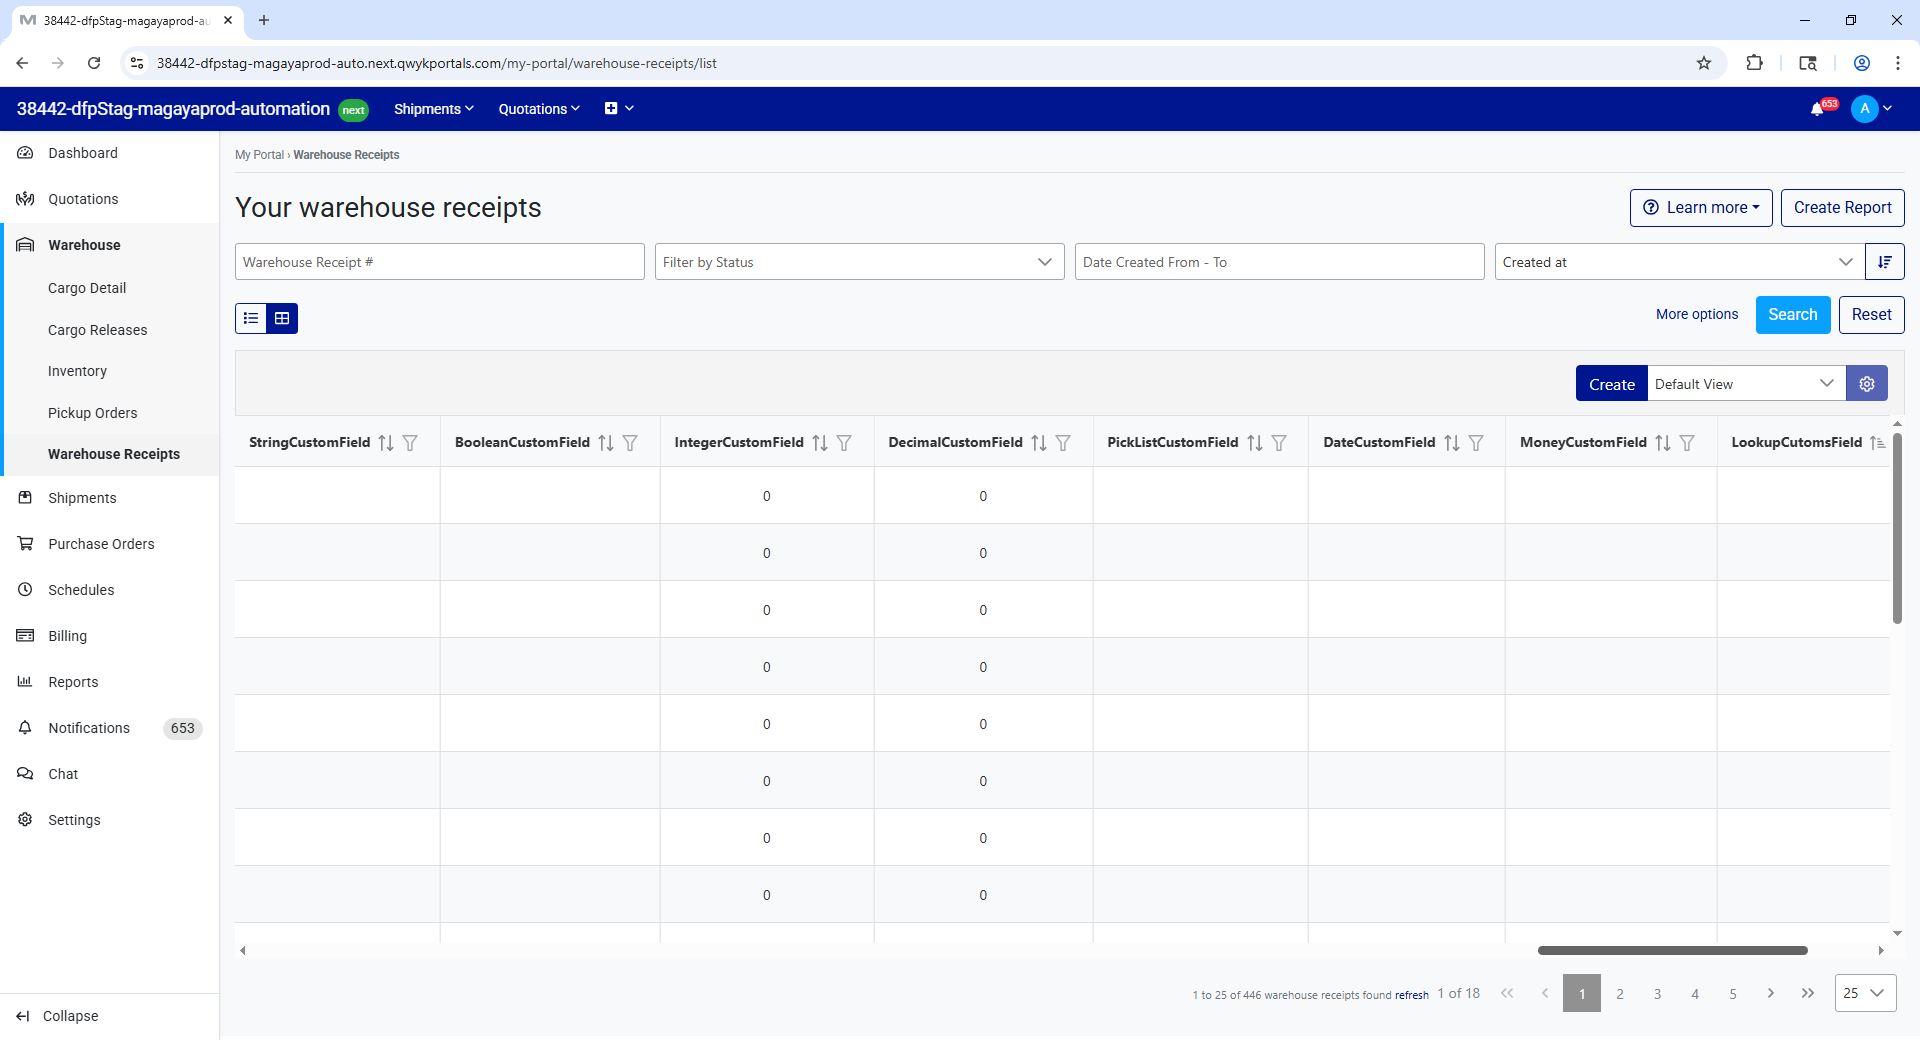 38442-dfpStag-magayaprod-au
38442-dfpstag-magayaprod-auto.next.qwykportals.com/my-portal/warehouse-receipts/list
38442-dfpStag-magayaprod-automation next Shipments Quotations 653 A
Dashboard
Quotations
Warehouse
Cargo Detail
Cargo Releases
Inventory
Pickup Orders
Warehouse Receipts
Shipments
Purchase Orders
Schedules
Billing
Reports
Notifications 653
Chat
Settings
Collapse
My Portal › Warehouse Receipts
Your warehouse receipts
Learn more Create Report
Warehouse Receipt # Filter by Status Date Created From - To Created at
More options Search Reset
Create Default View
StringCustomField BooleanCustomField IntegerCustomField DecimalCustomField PickListCustomField DateCustomField MoneyCustomField LookupCutomsField
0 0
0 0
0 0
0 0
0 0
0 0
0 0
0 0
1 to 25 of 446 warehouse receipts found refresh 1 of 18 1 2 3 4 5 25